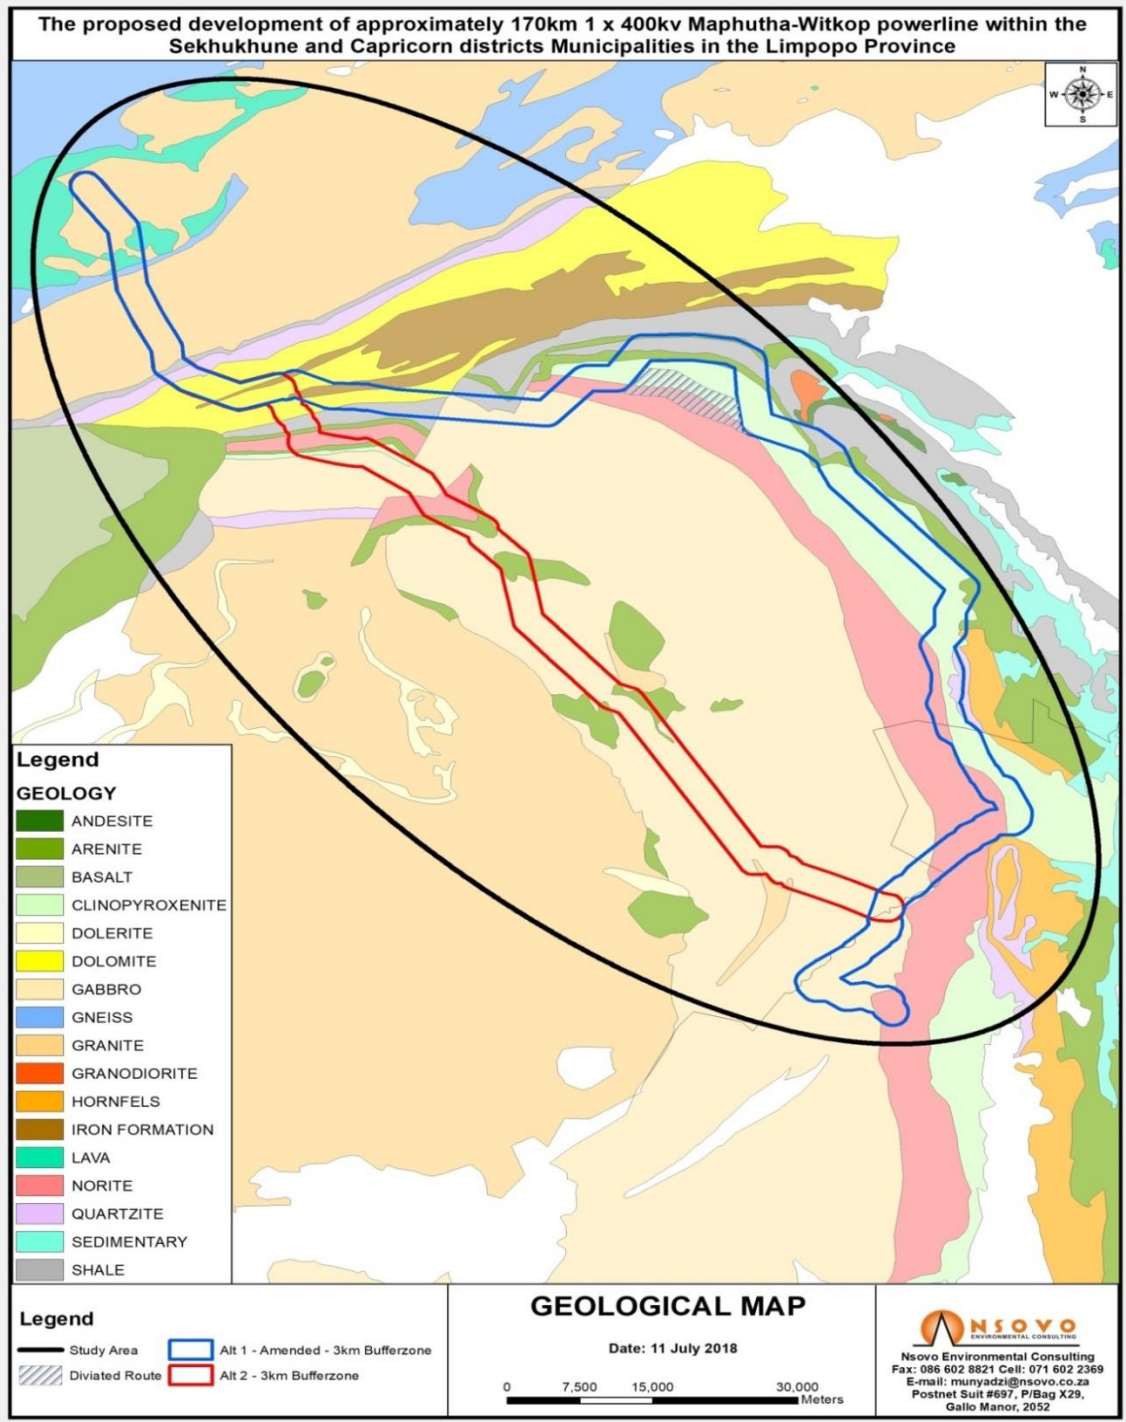 The proposed development of approximately 170km 1 x 400kv Maphutha-Witkop powerline within the
Sekhukhune and Capricorn districts Municipalities in the Limpopo Province
N
W
E
S
Legend
GEOLOGY
ANDESITE
ARENITE
BASALT
CLINOPYROXENITE
DOLERITE
DOLOMITE
GABBRO
GNEISS
GRANITE
GRANODIORITE
HORNFELS
IRON FORMATION
LAVA
NORITE
QUARTZITE
SEDIMENTARY
SHALE
Legend
Study Area
Alt 1 - Amended - 3km Bufferzone
Diviated Route
Alt 2 - 3km Bufferzone
GEOLOGICAL MAP
Date: 11 July 2018
0 7,500 15,000 30,000
Meters
NSOVO
ENVIRONMENTAL CONSULTING
Nsovo Environmental Consulting
Fax: 086 602 8821 Cell: 071 602 2369
E-mail: munyadzi@nsovo.co.za
Postnet Suit #697, P/Bag X29,
Gallo Manor, 2052